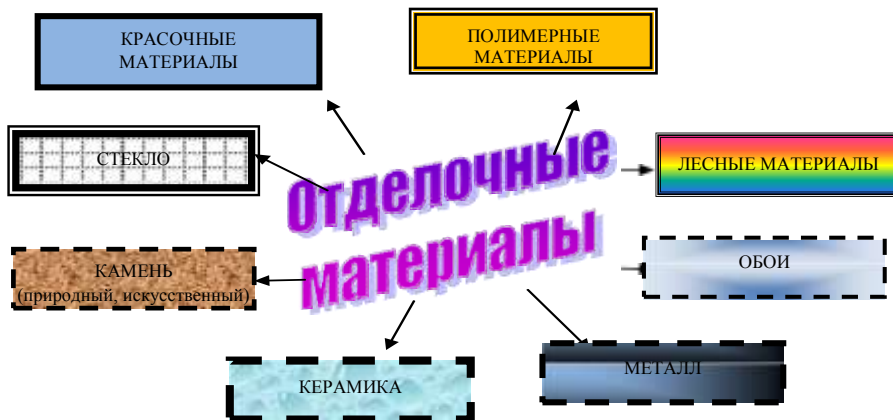 КРАСОЧНЫЕ
МАТЕРИАЛЫ
ПОЛИМЕРНЫЕ
МАТЕРИАЛЫ
СТЕКЛО
Отделочные
материалы
ЛЕСНЫЕ МАТЕРИАЛЫ
КАМЕНЬ
(природный, искусственный)
ОБОИ
КЕРАМИКА
МЕТАЛЛ